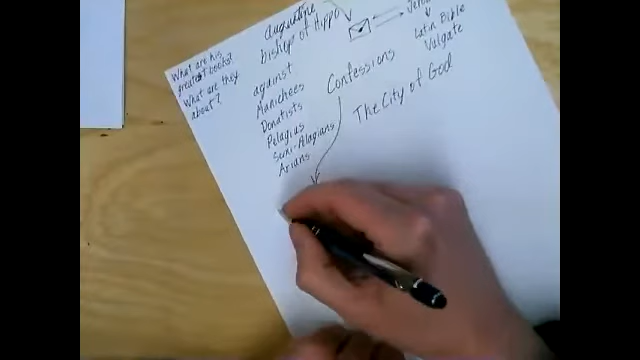 What are his
greatest books?
What are they
about?
augustine
bishop of Hippo
against
Manichees
Donatists
Pelagius
Semi-Pelagians
Arians
Confessions
The City of God
Latin Bible
Vulgate